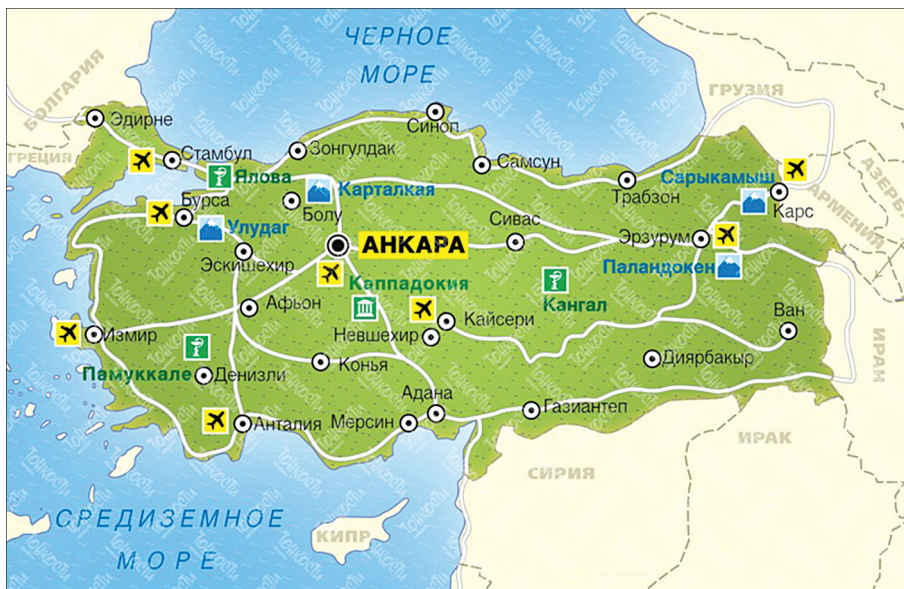 ЧЕРНОЕ
МОРЕ
БОЛГАРИЯ
ГРУЗИЯ
Эдирне
Синоп
ГРЕЦИЯ
Стамбул
Зонгулдак
Самсун
АЗЕРБ
Ялова
Карталкая
Трабзон
Сарыкамыш
Карс
АРМЕНИЯ
Бурса
Болу
Улудаг
АНКАРА
Сивас
Эрзурум
Эскишехир
Паландокен
Каппадокия
Кангал
Афьон
Кайсери
Ван
Измир
Невшехир
ИРАК
Памуккале
Денизли
Конья
Диярбакыр
Адана
Анталия
Мерсин
Газиантеп
ИРАК
СИРИЯ
СРЕДИЗЕМНОЕ
МОРЕ
КИПР
Тонкости